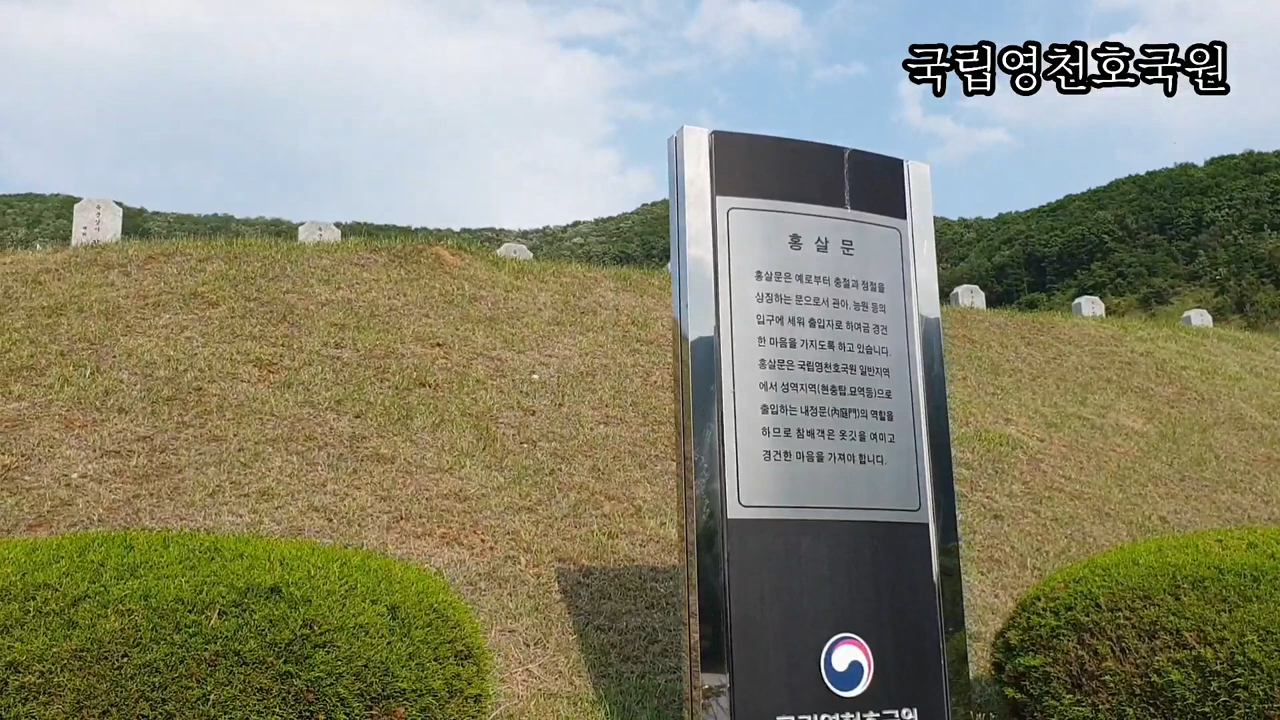 국립영천호국원
홍 살 문
홍살문은 예로부터 충절과 정절을
상징하는 문으로서 관아, 능원 등의
입구에 세워 출입자로 하여금 경건
한 마음을 가지도록 하고 있습니다.
홍살문은 국립영천호국원 일반지역
에서 성역지역(현충탑,묘역등)으로
출입하는 내정문(內庭門)의 역할을
하므로 참배객은 옷깃을 여미고
경건한 마음을 가져야 합니다.
국립영천호국원